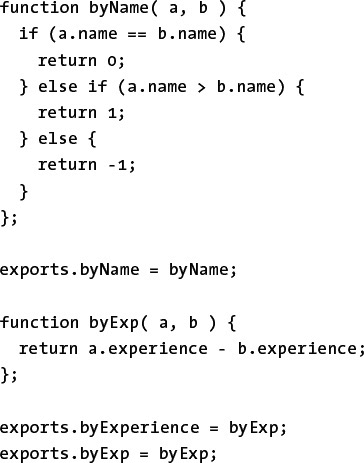 function byName( a, b ) {
  if (a.name == b.name) {
    return 0;
  } else if (a.name > b.name) {
    return 1;
  } else {
    return -1;
  }
};

exports.byName = byName;

function byExp( a, b ) {
  return a.experience - b.experience;
};

exports.byExperience = byExp;
exports.byExp = byExp;